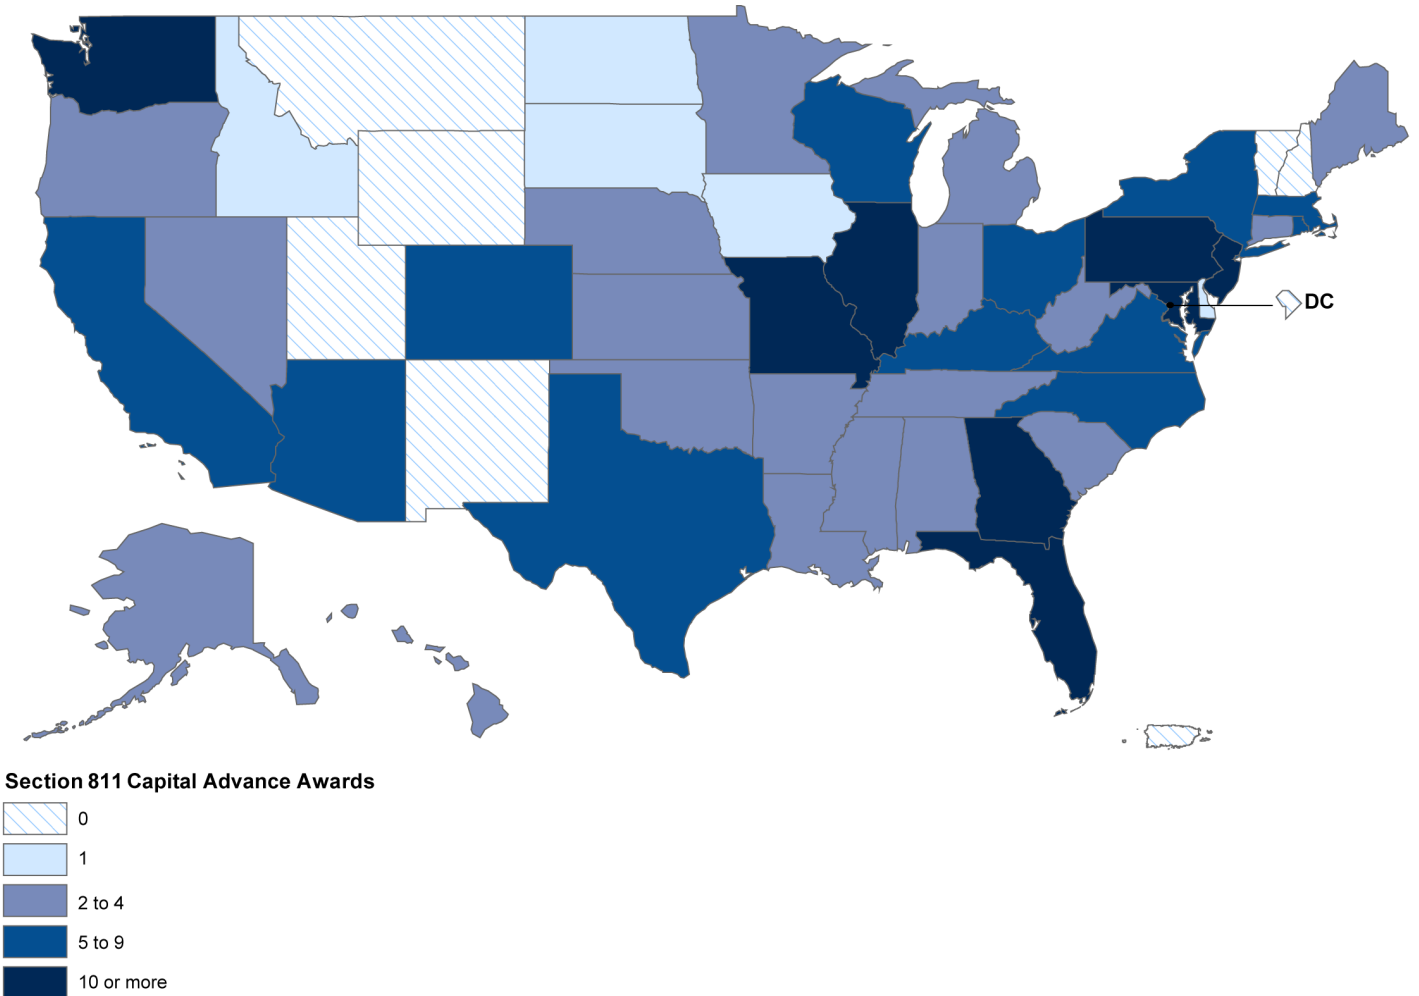 DC
Section 811 Capital Advance Awards
0
1
2 to 4
5 to 9
10 or more